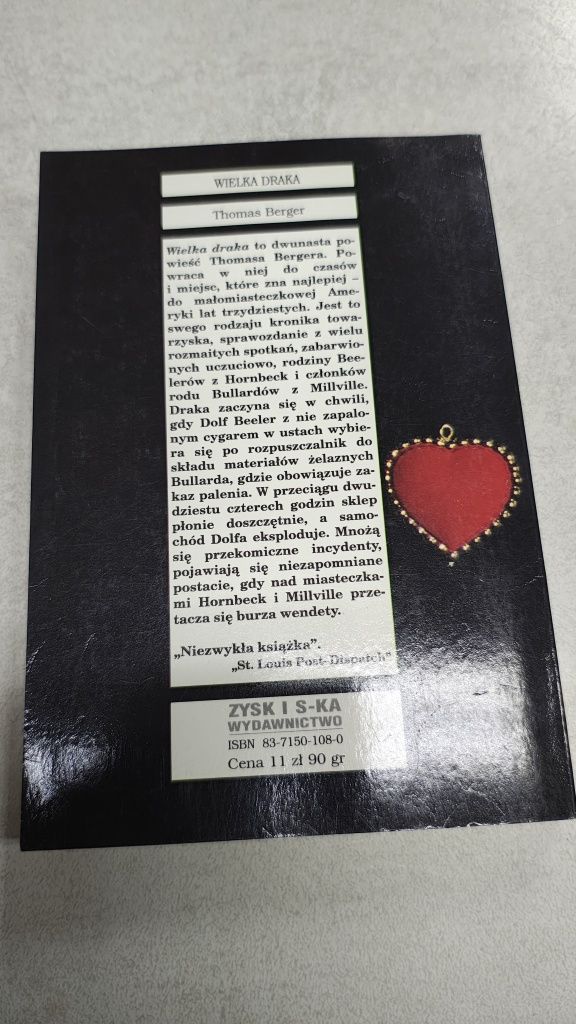 WIELKA DRAKA
Thomas Berger
Wielka draka to dwunasta po-
wieść Thomasa Bergera. Po-
wraca w niej do czasów
i miejsc, które zna najlepiej –
do małomiasteczkowej Ame-
ryki lat trzydziestych. Jest to
swego rodzaju kronika towa-
rzyska, sprawozdanie z wielu
rozmaitych spotkań, zabarwio-
nych uczuciowo, rodziny Bee-
lerów z Hornbeck i członków
rodu Bullardów z Millville.
Draka zaczyna się w chwili,
gdy Dolf Beeler z nie zapalo-
nym cygarem w ustach wybie-
ra się po rozpuszczalnik do
składu materiałów żelaznych
Bullarda, gdzie obowiązuje za-
kaz palenia. W przeciągu dwu-
dziestu czterech godzin sklep
płonie doszczętnie, a samo-
chód Dolfa eksploduje. Mnożą
się przekomiczne incydenty,
pojawiają się niezapomniane
postacie, gdy nad miasteczka-
mi Hornbeck i Millville prze-
tacza się burza wendety.
„Niezwykła książka”.
„St. Louis Post-Dispatch”
ZYSK I S-KA
WYDAWNICTWO
ISBN 83-7150-108-0
Cena 11 zł 90 gr